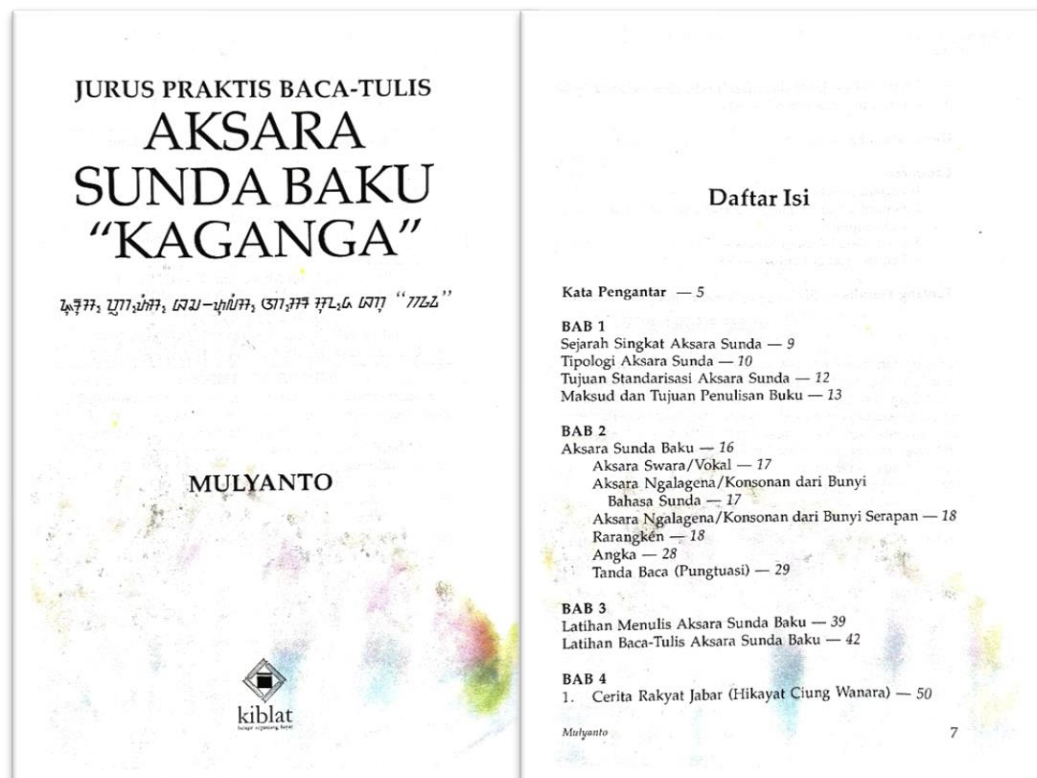 JURUS PRAKTIS BACA-TULIS
AKSARA
SUNDA BAKU
“KAGANGA”
MULYANTO
kiblat
Daftar Isi
Kata Pengantar — 5
BAB 1
Sejarah Singkat Aksara Sunda — 9
Tipologi Aksara Sunda — 10
Tujuan Standarisasi Aksara Sunda — 12
Maksud dan Tujuan Penulisan Buku — 13
BAB 2
Aksara Sunda Baku — 16
Aksara Swara/Vokal — 17
Aksara Ngalagena/Konsonan dari Bunyi
Bahasa Sunda — 17
Aksara Ngalagena/Konsonan dari Bunyi Serapan — 18
Rarangkén — 18
Angka — 28
Tanda Baca (Pungtuasi) — 29
BAB 3
Latihan Menulis Aksara Sunda Baku — 39
Latihan Baca-Tulis Aksara Sunda Baku — 42
BAB 4
1. Cerita Rakyat Jabar (Hikayat Ciung Wanara) — 50
Mulyanto 7